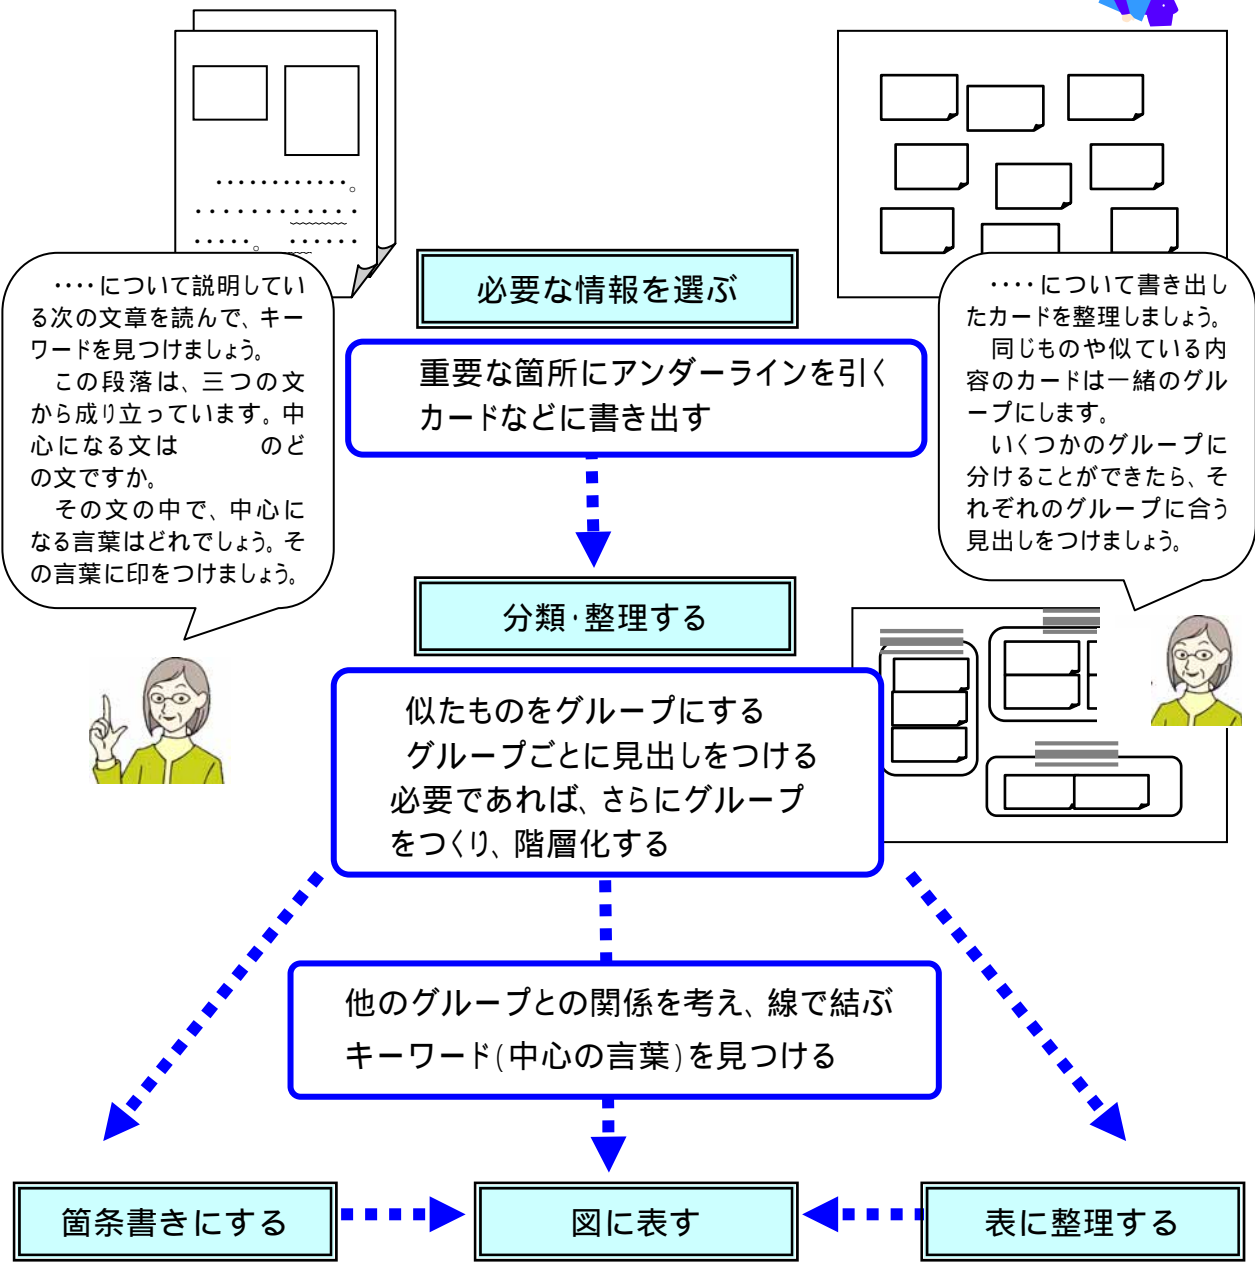 必要な情報を選ぶ
重要な箇所にアンダーラインを引く
カードなどに書き出す
‥‥について説明してい
る次の文章を読んで、キー
ワードを見つけましょう。
この段落は、三つの文
から成り立っています。中
心になる文は　　　のど
の文ですか。
その文の中で、中心に
なる言葉はどれでしょう。そ
の言葉に印をつけましょう。
‥‥について書き出し
たカードを整理しましょう。
同じものや似ている内
容のカードは一緒のグル
ープにします。
いくつかのグループに
分けることができたら、そ
れぞれのグループに合う
見出しをつけましょう。
分類・整理する
似たものをグループにする
グループごとに見出しをつける
必要であれば、さらにグループ
をつくり、階層化する
他のグループとの関係を考え、線で結ぶ
キーワード(中心の言葉)を見つける
箇条書きにする
図に表す
表に整理する